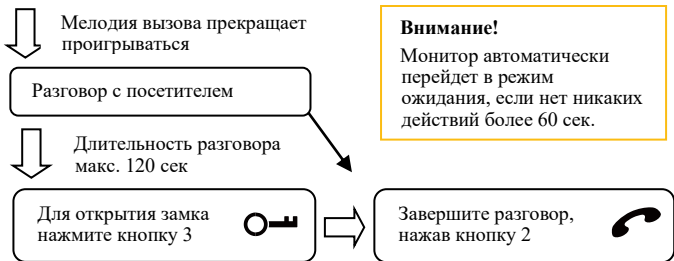 Мелодия вызова прекращает
проигрываться
Внимание!
Монитор автоматически
перейдет в режим
ожидания, если нет никаких
действий более 60 сек.
Разговор с посетителем
Длительность разговора
макс. 120 сек
Для открытия замка
нажмите кнопку 3
Завершите разговор,
нажав кнопку 2